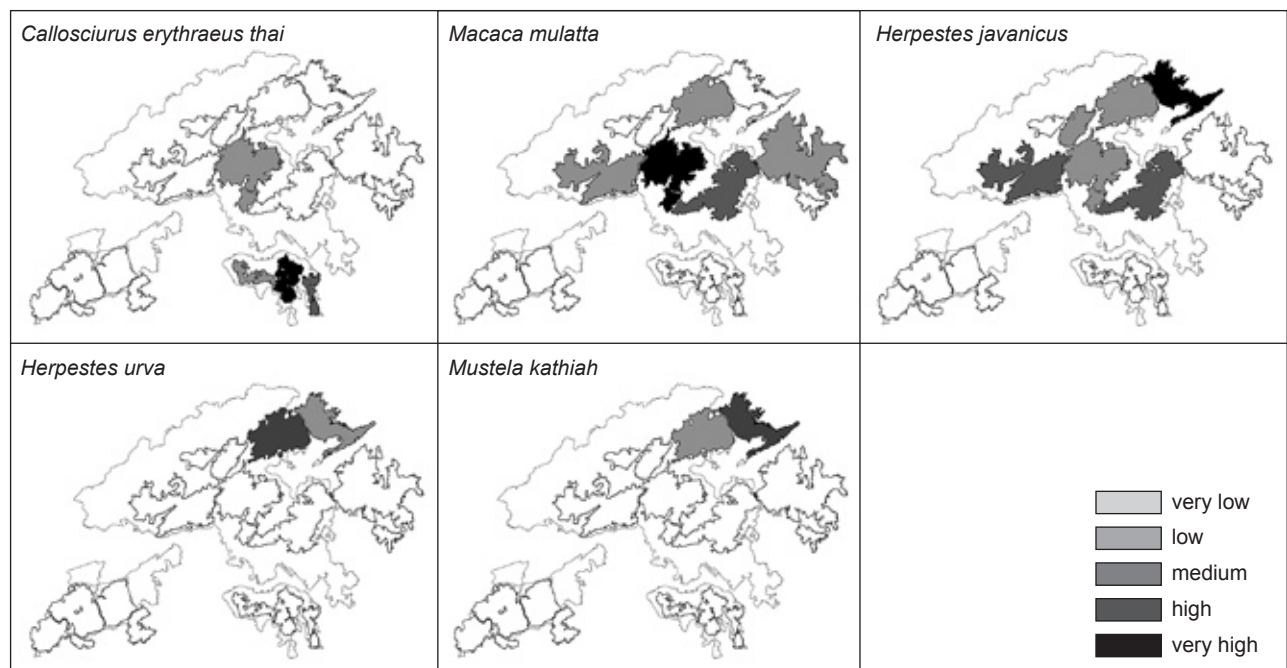 Callosciurus erythraeus thai
Macaca mulatta
Herpestes javanicus
Herpestes urva
Mustela kathiah
very low
low
medium
high
very high